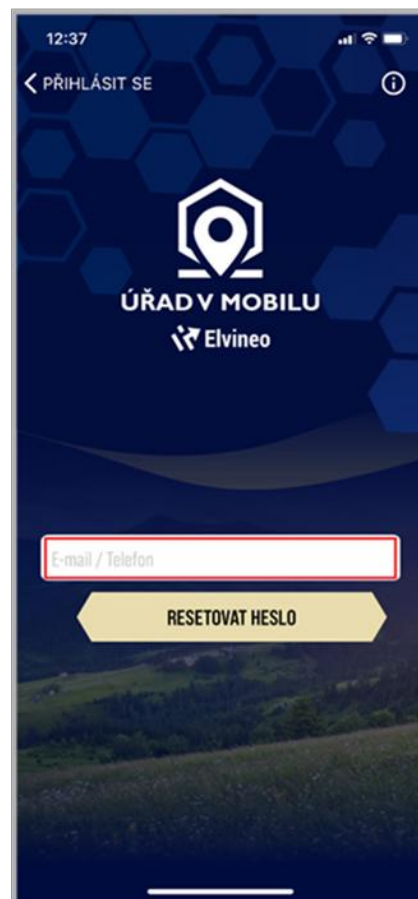 12:37
PŘIHLÁSIT SE
ÚŘAD V MOBILU
Elvineo
E-mail / Telefon
RESETOVAT HESLO